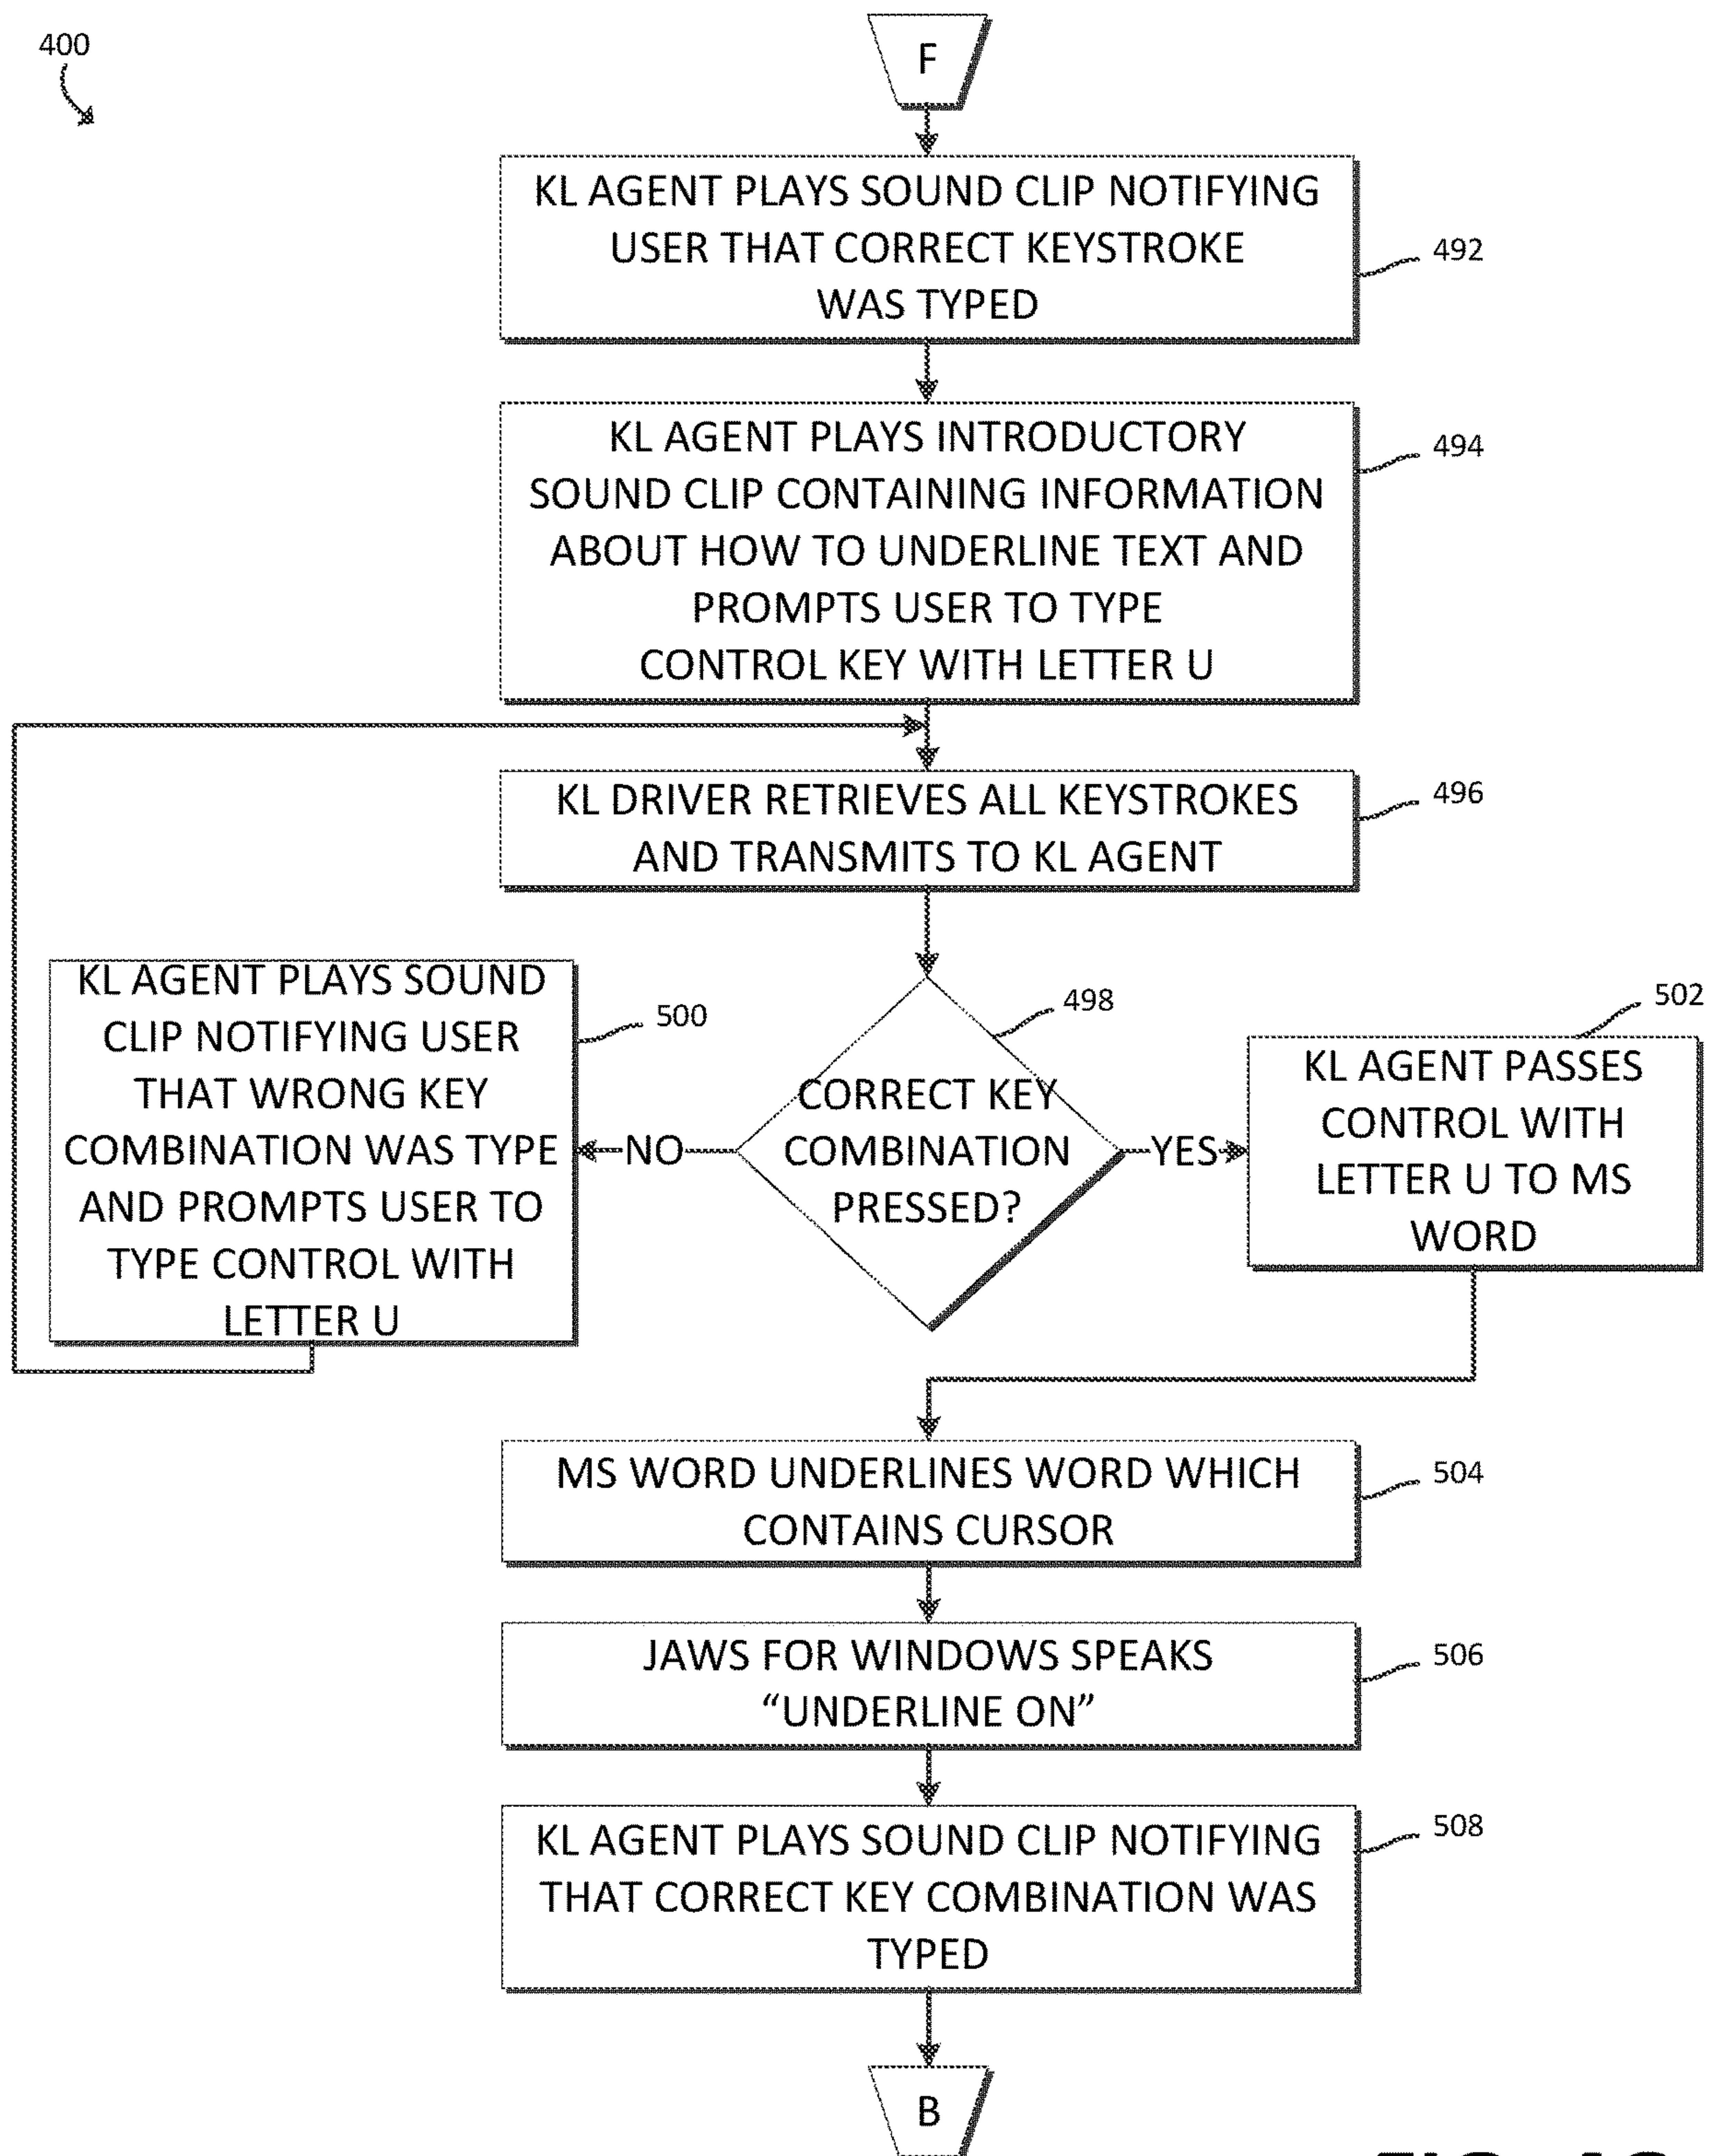 400
F
KL AGENT PLAYS SOUND CLIP NOTIFYING
USER THAT CORRECT KEYSTROKE
WAS TYPED
492
KL AGENT PLAYS INTRODUCTORY
SOUND CLIP CONTAINING INFORMATION
ABOUT HOW TO UNDERLINE TEXT AND
PROMPTS USER TO TYPE
CONTROL KEY WITH LETTER U
494
KL DRIVER RETRIEVES ALL KEYSTROKES
AND TRANSMITS TO KL AGENT
496
KL AGENT PLAYS SOUND
CLIP NOTIFYING USER
THAT WRONG KEY
COMBINATION WAS TYPE
AND PROMPTS USER TO
TYPE CONTROL WITH
LETTER U
500
NO
CORRECT KEY
COMBINATION
PRESSED?
498
YES
KL AGENT PASSES
CONTROL WITH
LETTER U TO MS
WORD
502
MS WORD UNDERLINES WORD WHICH
CONTAINS CURSOR
504
JAWS FOR WINDOWS SPEAKS
“UNDERLINE ON”
506
KL AGENT PLAYS SOUND CLIP NOTIFYING
THAT CORRECT KEY COMBINATION WAS
TYPED
508
B